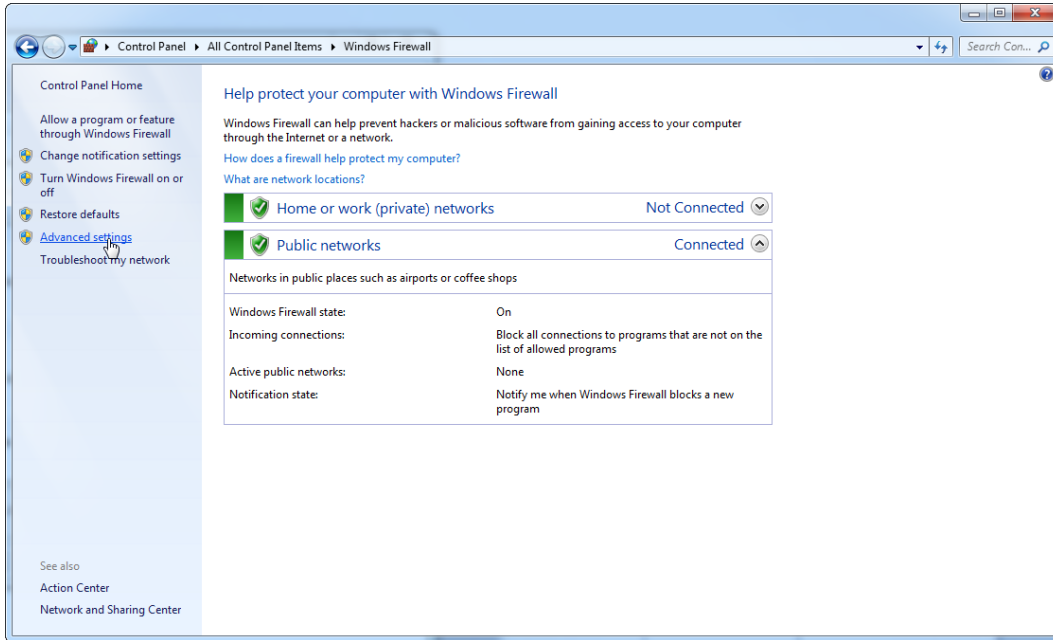 Control Panel ▸ All Control Panel Items ▸ Windows Firewall
Search Con...
Control Panel Home
Allow a program or feature
through Windows Firewall
Change notification settings
Turn Windows Firewall on or
off
Restore defaults
Advanced settings
Troubleshoot my network
See also
Action Center
Network and Sharing Center
Help protect your computer with Windows Firewall
Windows Firewall can help prevent hackers or malicious software from gaining access to your computer
through the Internet or a network.
How does a firewall help protect my computer?
What are network locations?
Home or work (private) networks Not Connected
Public networks Connected
Networks in public places such as airports or coffee shops
Windows Firewall state: On
Incoming connections: Block all connections to programs that are not on the
list of allowed programs
Active public networks: None
Notification state: Notify me when Windows Firewall blocks a new
program